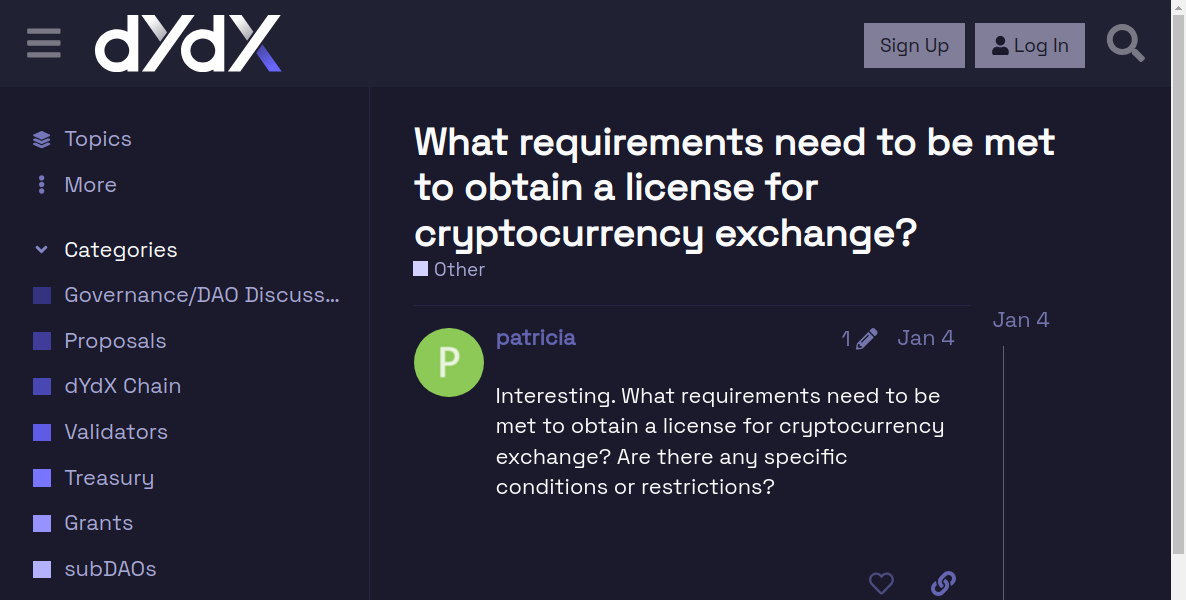 dYdX
Sign Up
Log In
Topics
More
Categories
Governance/DAO Discuss...
Proposals
dYdX Chain
Validators
Treasury
Grants
subDAOs
What requirements need to be met
to obtain a license for
cryptocurrency exchange?
Other
P
patricia
1
Jan 4
Interesting. What requirements need to be
met to obtain a license for cryptocurrency
exchange? Are there any specific
conditions or restrictions?
Jan 4